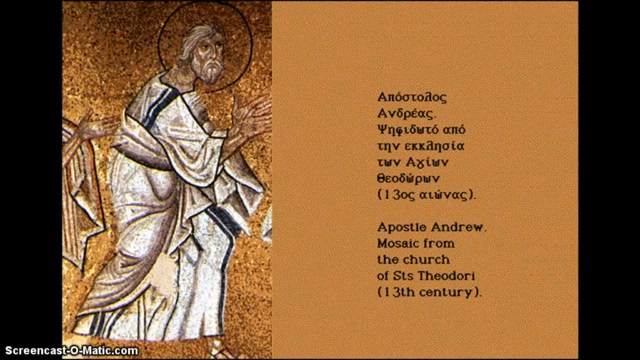 Απόστολος
Ανδρέας.
Ψηφιδωτό από
την εκκλησία
των Αγίων
Θεοδώρων
(13ος αιώνας).
Apostle Andrew.
Mosaic from
the church
of Sts Theodori
(13th century).
Screencast-O-Matic.com